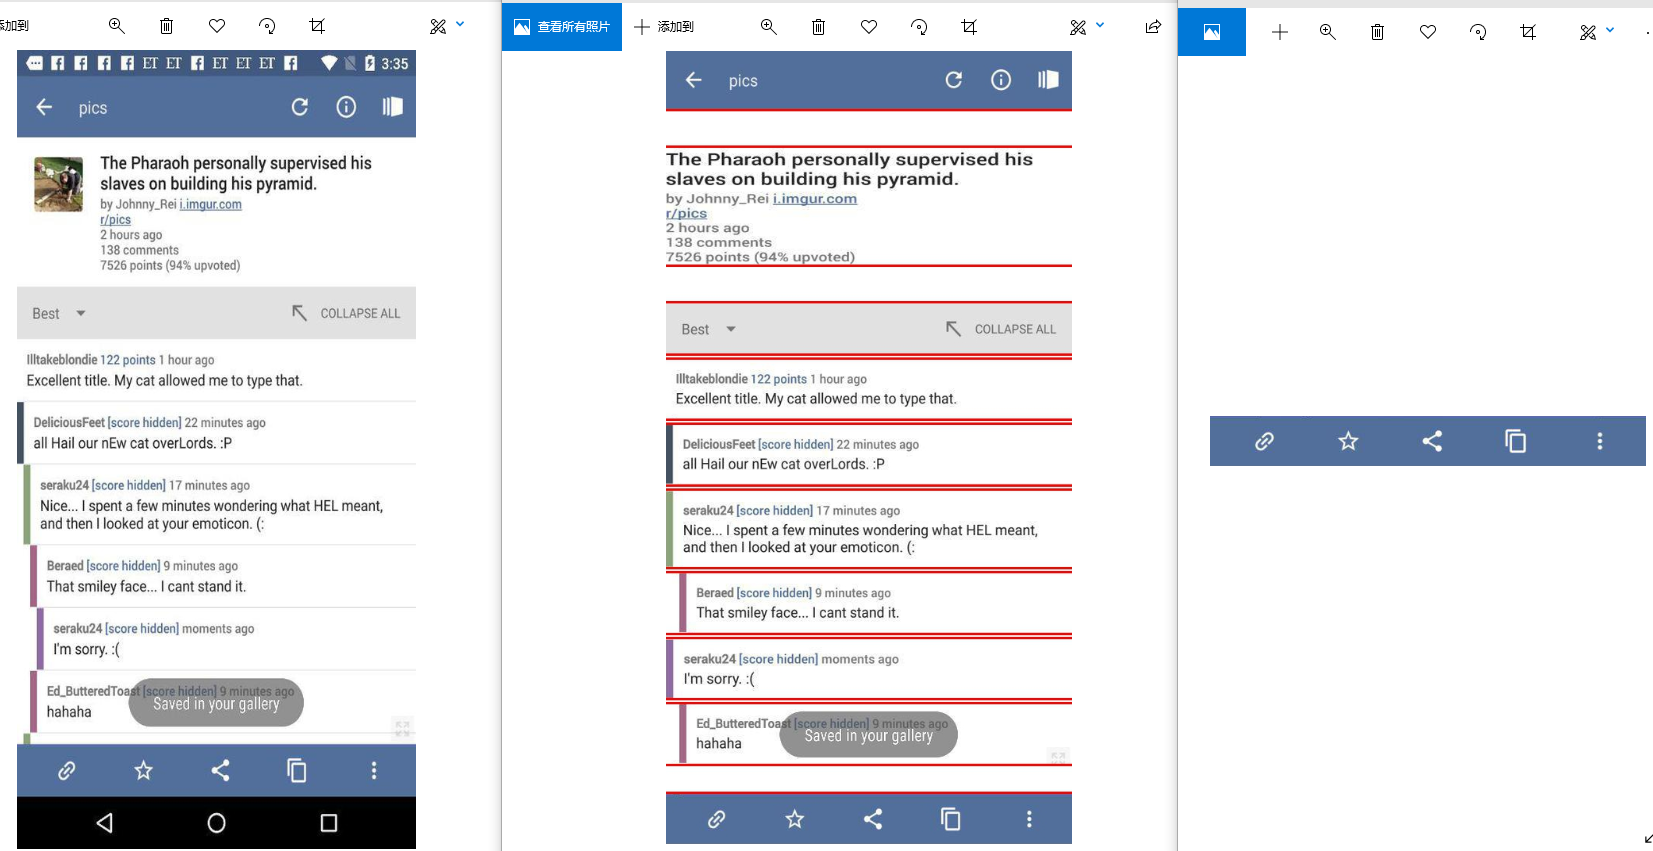 添加到
ET ET ET ET ET 3:35
pics
The Pharaoh personally supervised his
slaves on building his pyramid.
by Johnny_Rei i.imgur.com
r/pics
2 hours ago
138 comments
7526 points (94% upvoted)
Best COLLAPSE ALL
Illtakeblondie 122 points 1 hour ago
Excellent title. My cat allowed me to type that.
DeliciousFeet [score hidden] 22 minutes ago
all Hail our nEw cat overLords. :P
seraku24 [score hidden] 17 minutes ago
Nice... I spent a few minutes wondering what HEL meant,
and then I looked at your emoticon. (:
Beraed [score hidden] 9 minutes ago
That smiley face... I cant stand it.
seraku24 [score hidden] moments ago
I'm sorry. :(
Ed_ButteredToast [score hidden] 9 minutes ago
hahaha
Saved in your gallery
查看所有照片 添加到
pics
The Pharaoh personally supervised his
slaves on building his pyramid.
by Johnny_Rei i.imgur.com
r/pics
2 hours ago
138 comments
7526 points (94% upvoted)
Best COLLAPSE ALL
Illtakeblondie 122 points 1 hour ago
Excellent title. My cat allowed me to type that.
DeliciousFeet [score hidden] 22 minutes ago
all Hail our nEw cat overLords. :P
seraku24 [score hidden] 17 minutes ago
Nice... I spent a few minutes wondering what HEL meant,
and then I looked at your emoticon. (:
Beraed [score hidden] 9 minutes ago
That smiley face... I cant stand it.
seraku24 [score hidden] moments ago
I'm sorry. :(
Ed_ButteredToast [score hidden] 9 minutes ago
hahaha
Saved in your gallery